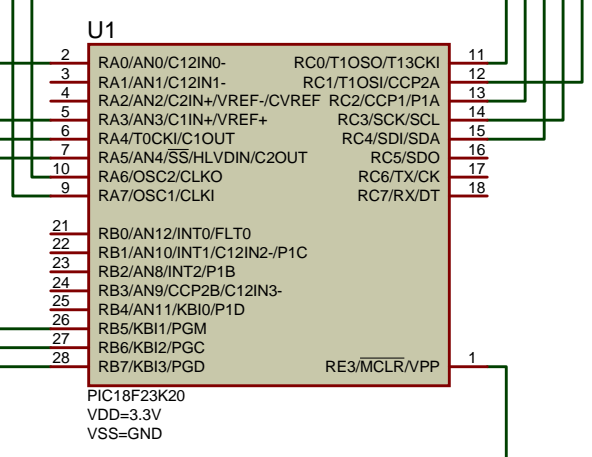 U1
2 RA0/AN0/C12IN0- RC0/T1OSO/T13CKI 11
3 RA1/AN1/C12IN1- RC1/T1OSI/CCP2A 12
4 RA2/AN2/C2IN+/VREF-/CVREF RC2/CCP1/P1A 13
5 RA3/AN3/C1IN+/VREF+ RC3/SCK/SCL 14
6 RA4/T0CKI/C1OUT RC4/SDI/SDA 15
7 RA5/AN4/SS/HLVDIN/C2OUT RC5/SDO 16
10 RA6/OSC2/CLKO RC6/TX/CK 17
9 RA7/OSC1/CLKI RC7/RX/DT 18
21 RB0/AN12/INT0/FLT0
22 RB1/AN10/INT1/C12IN2-/P1C
23 RB2/AN8/INT2/P1B
24 RB3/AN9/CCP2B/C12IN3-
25 RB4/AN11/KBI0/P1D
26 RB5/KBI1/PGM
27 RB6/KBI2/PGC
28 RB7/KBI3/PGD RE3/MCLR/VPP 1
PIC18F23K20
VDD=3.3V
VSS=GND